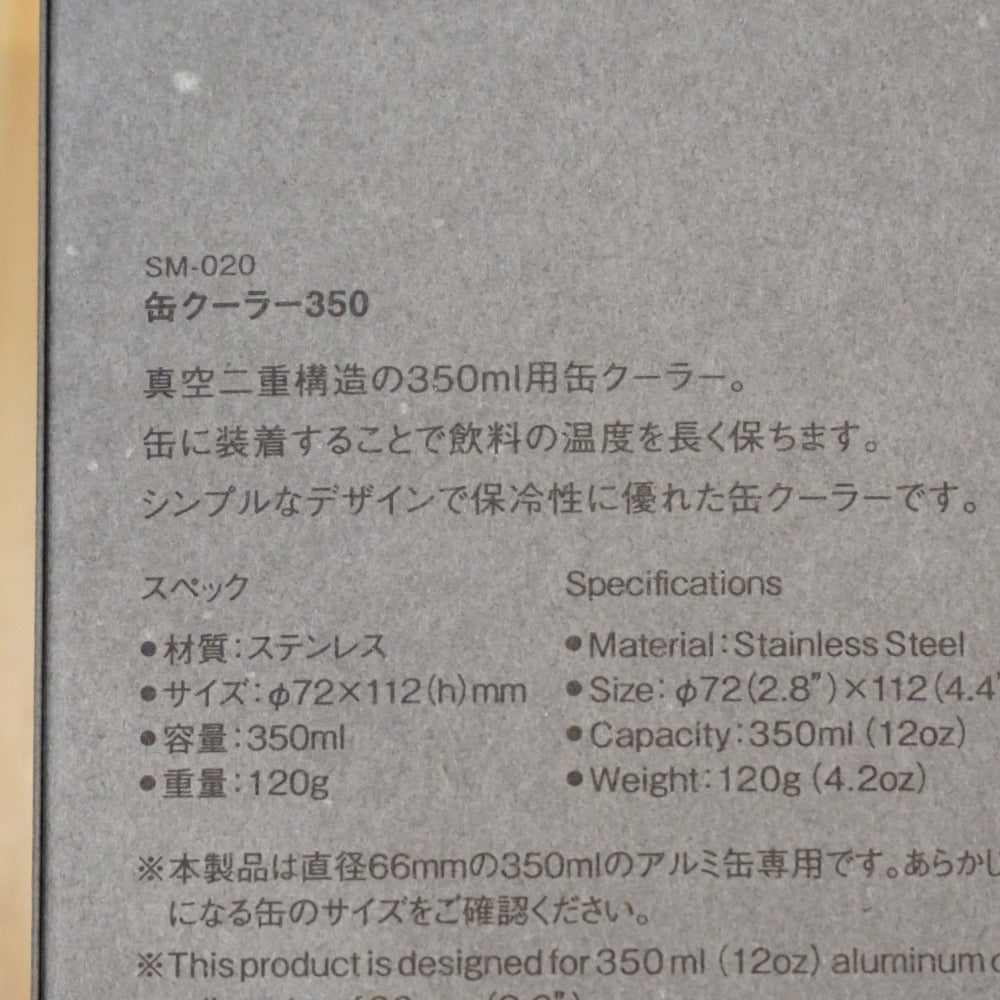 SM-020
缶クーラー350
真空二重構造の350ml用缶クーラー。
缶に装着することで飲料の温度を長く保ちます。
シンプルなデザインで保冷性に優れた缶クーラーです。
スペック
●材質：ステンレス
●サイズ：φ72×112(h)mm
●容量：350ml
●重量：120g
Specifications
●Material：Stainless Steel
●Size：φ72(2.8”)×112(4.4”
●Capacity：350ml (12oz)
●Weight：120g (4.2oz)
※本製品は直径66mmの350mlのアルミ缶専用です。あらかじ
になる缶のサイズをご確認ください。
※This product is designed for 350ml (12oz) aluminum